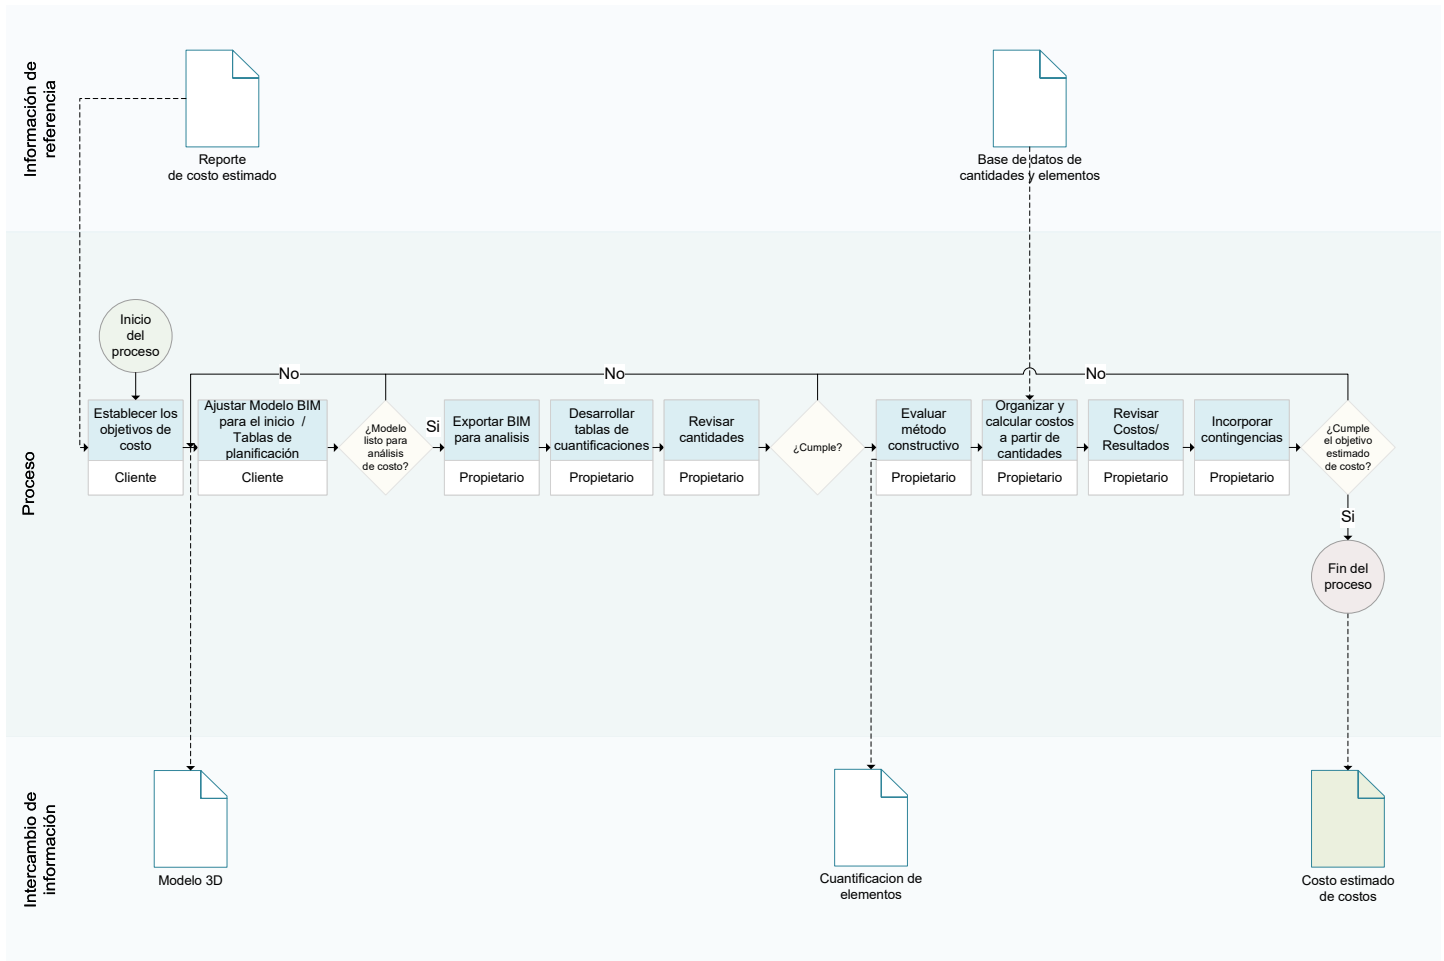 Información de
referencia
Reporte
de costo estimado
Base de datos de
cantidades y elementos
Proceso
Inicio
del
proceso
No
No
No
Establecer los
objetivos de
costo
Cliente
Ajustar Modelo BIM
para el inicio /
Tablas de
planificación
Cliente
¿Modelo
listo para
análisis
de costo?
Si
Exportar BIM
para analisis
Propietario
Desarrollar
tablas de
cuantificaciones
Propietario
Revisar
cantidades
Propietario
¿Cumple?
Evaluar
método
constructivo
Propietario
Organizar y
calcular costos
a partir de
cantidades
Propietario
Revisar
Costos/
Resultados
Propietario
Incorporar
contingencias
Propietario
¿Cumple
el objetivo
estimado
de costo?
Si
Fin del
proceso
Intercambio de
información
Modelo 3D
Cuantificacion de
elementos
Costo estimado
de costos